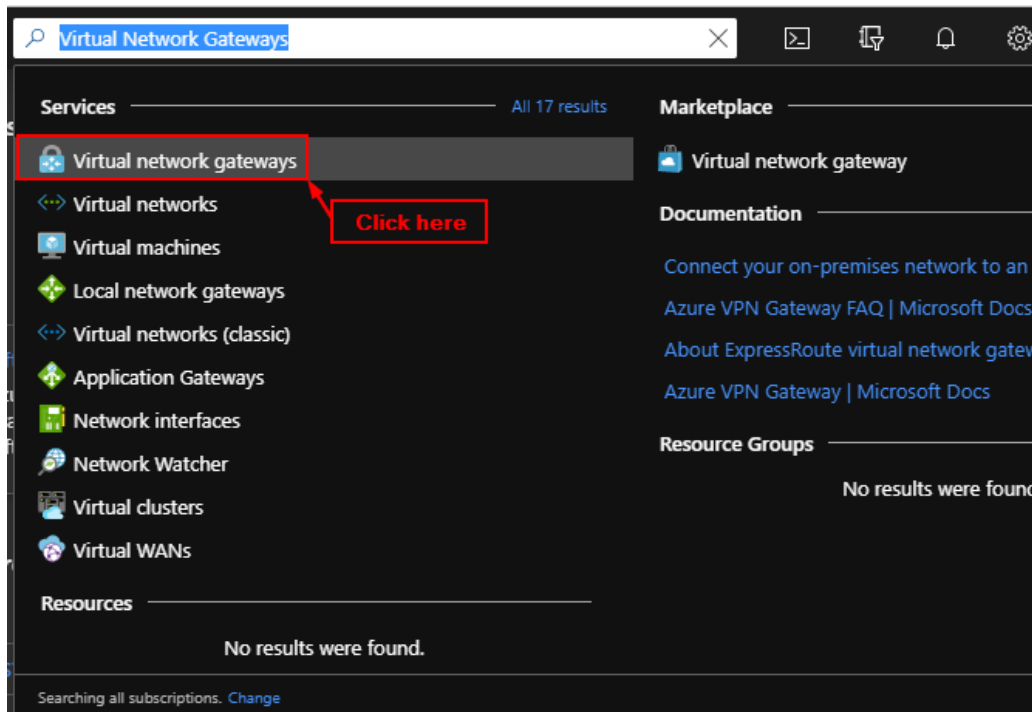 Virtual Network Gateways
Services
All 17 results
Virtual network gateways
Click here
Virtual networks
Virtual machines
Local network gateways
Virtual networks (classic)
Application Gateways
Network interfaces
Network Watcher
Virtual clusters
Virtual WANs
Resources
No results were found.
Searching all subscriptions. Change
Marketplace
Virtual network gateway
Documentation
Connect your on-premises network to an
Azure VPN Gateway FAQ | Microsoft Docs
About ExpressRoute virtual network gatew
Azure VPN Gateway | Microsoft Docs
Resource Groups
No results were found